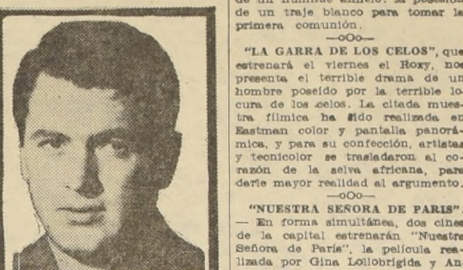 de un traje blanco para tomar la
primera comunión.
—oOo—
"LA GARRA DE LOS CELOS", que
estrenará el viernes el Roxy, nos
presenta el terrible drama de un
hombre poseído por la terrible lo-
cura de los celos. La citada mues-
tra fílmica ha sido realizada en
Eastman color y pantalla panorá-
mica, y para su confección, artistas
y tecnicolor se trasladaron al co-
razón de la selva africana, para
darle mayor realidad al argumento.
—oOo—
"NUESTRA SEÑORA DE PARIS"
— En forma simultánea, dos cines
de la capital estrenarán "Nuestra
Señora de París", la película rea-
lizada por Gina Lollobrigida y An